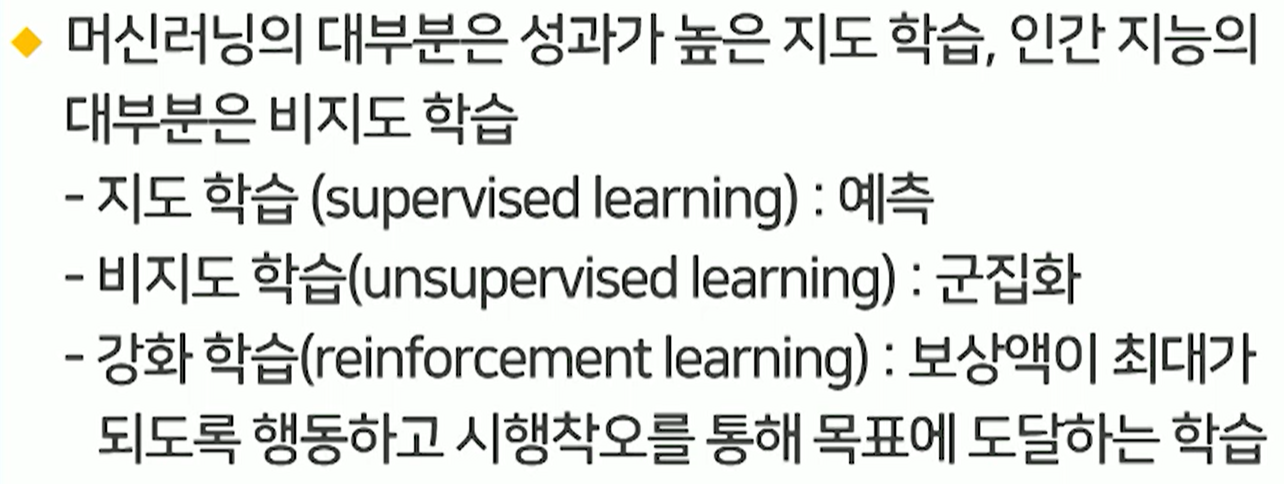 ◆ 머신러닝의 대부분은 성과가 높은 지도 학습, 인간 지능의
대부분은 비지도 학습
- 지도 학습 (supervised learning) : 예측
- 비지도 학습(unsupervised learning) : 군집화
- 강화 학습(reinforcement learning) : 보상액이 최대가
되도록 행동하고 시행착오를 통해 목표에 도달하는 학습